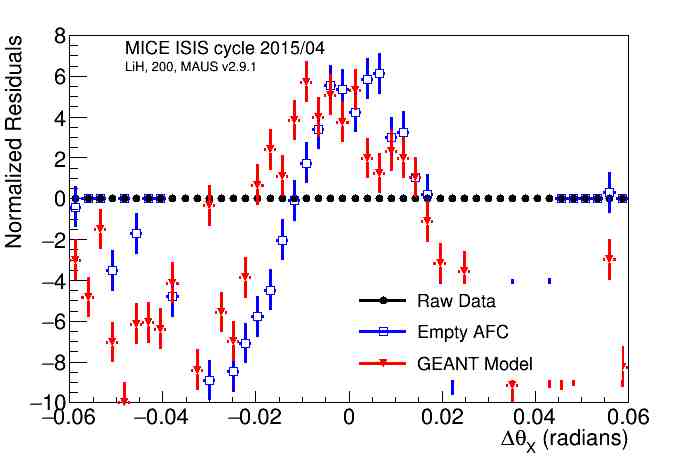 MICE ISIS cycle 2015/04
LiH, 200, MAUS v2.9.1
Normalized Residuals
8
6
4
2
0
−2
−4
−6
−8
−10
Raw Data
Empty AFC
GEANT Model
−0.06 −0.04 −0.02 0 0.02 0.04 0.06
Δθ_X (radians)